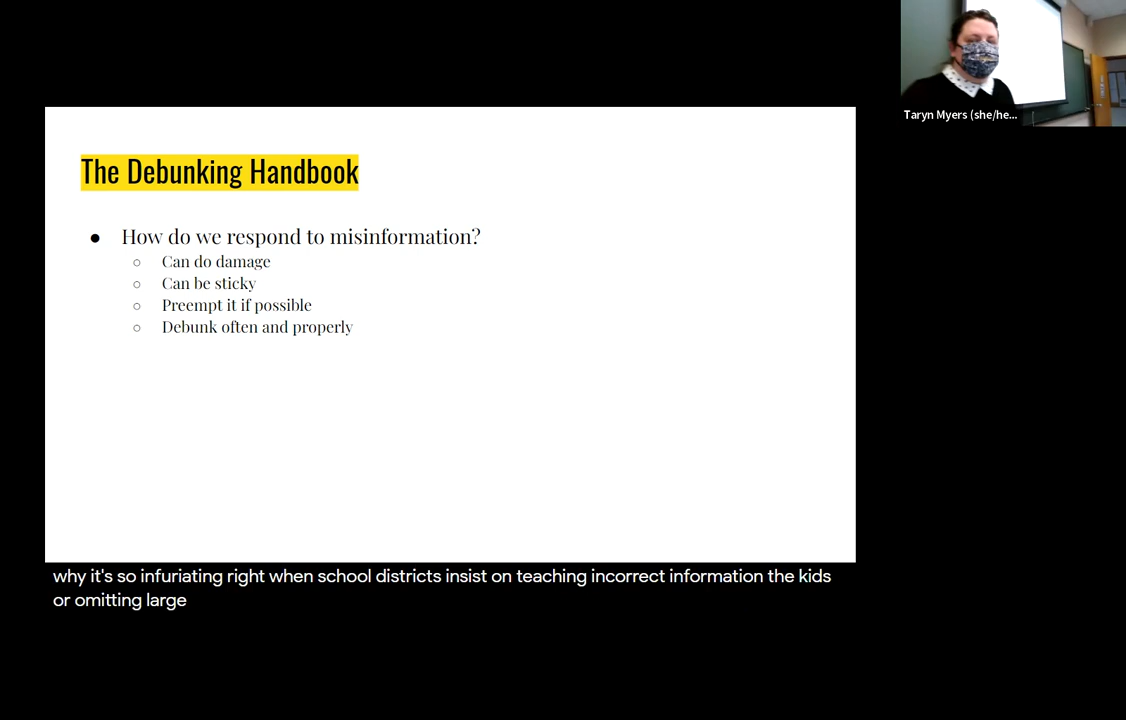 Taryn Myers (she/he...
The Debunking Handbook
● How do we respond to misinformation?
○ Can do damage
○ Can be sticky
○ Preempt it if possible
○ Debunk often and properly
why it's so infuriating right when school districts insist on teaching incorrect information the kids
or omitting large